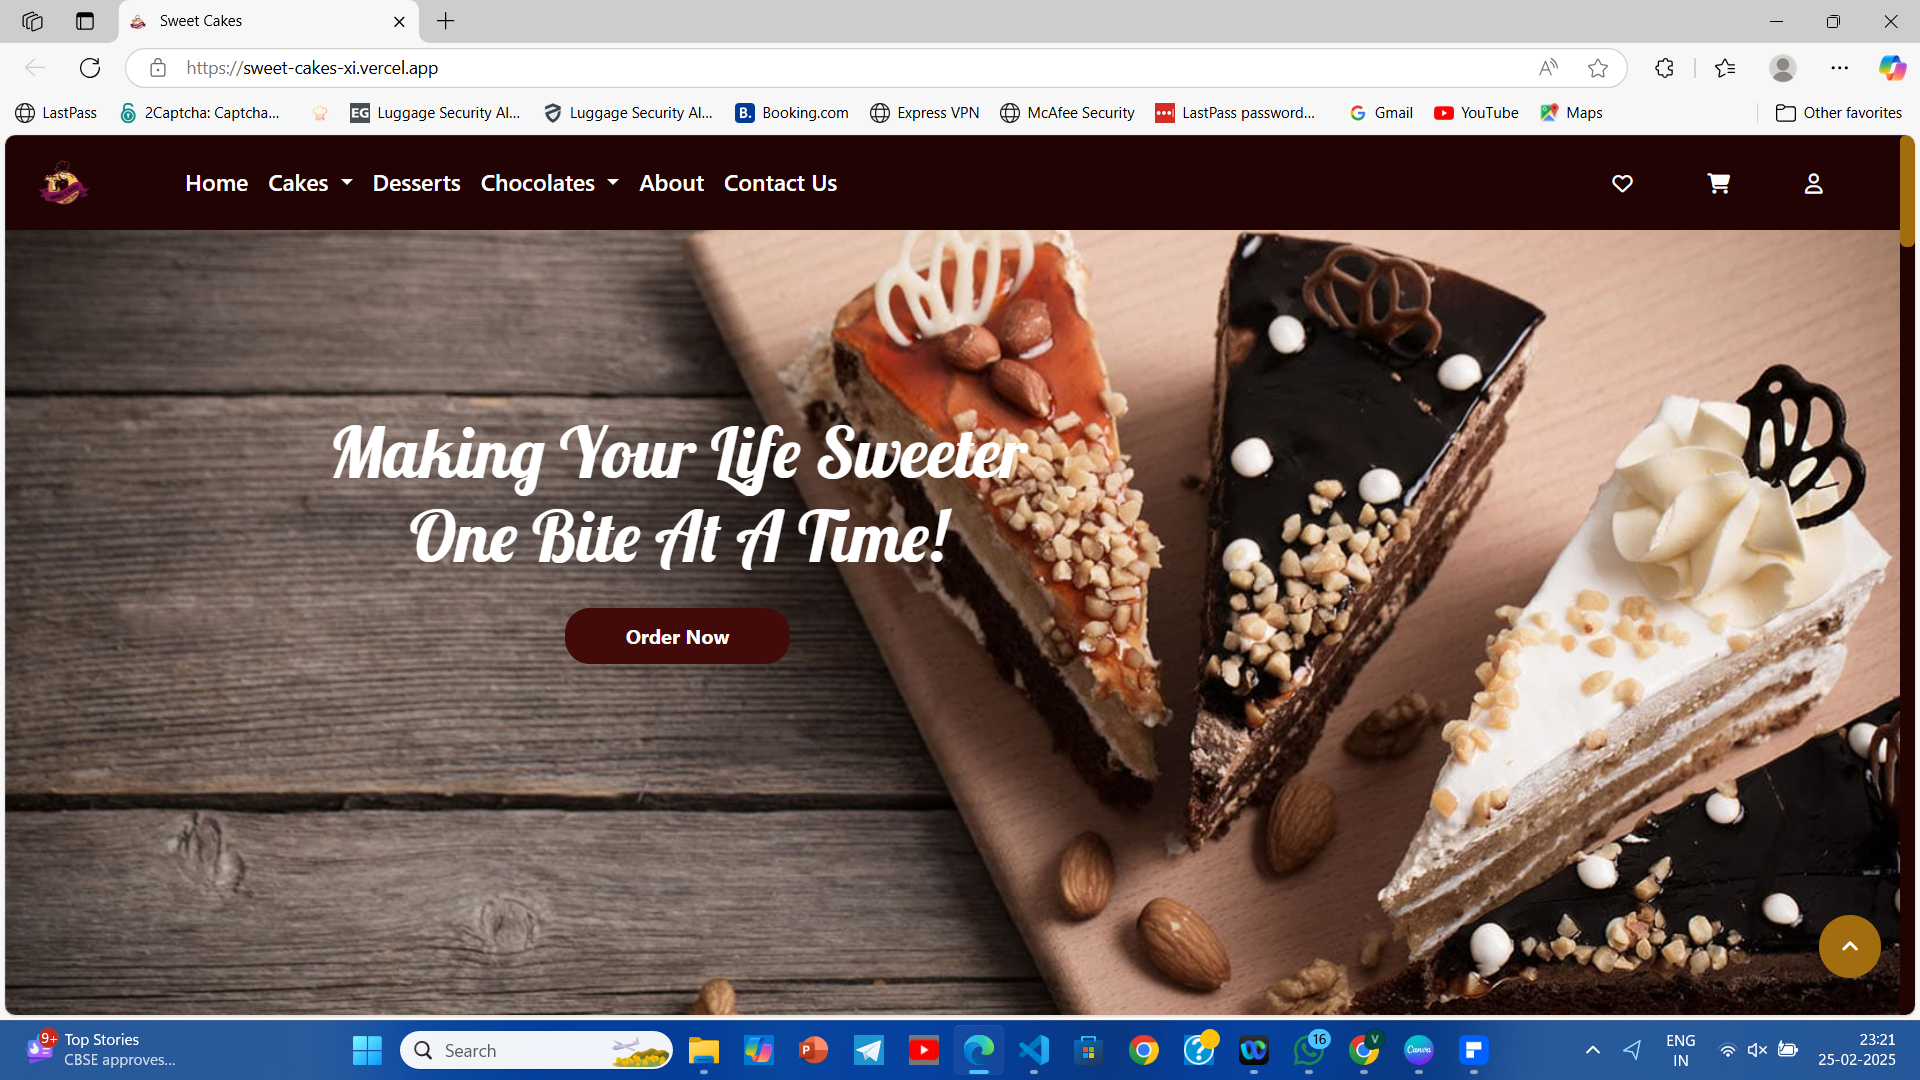 Sweet Cakes
https://sweet-cakes-xi.vercel.app
LastPass
2Captcha: Captcha...
EG Luggage Security Al...
Luggage Security Al...
B. Booking.com
Express VPN
McAfee Security
LastPass password...
Gmail
YouTube
Maps
Other favorites
Home
Cakes
Desserts
Chocolates
About
Contact Us
Making Your Life Sweeter
One Bite At A Time!
Order Now
9+
Top Stories
CBSE approves...
Search
P
16
V
Canva
ENG
IN
23:21
25-02-2025